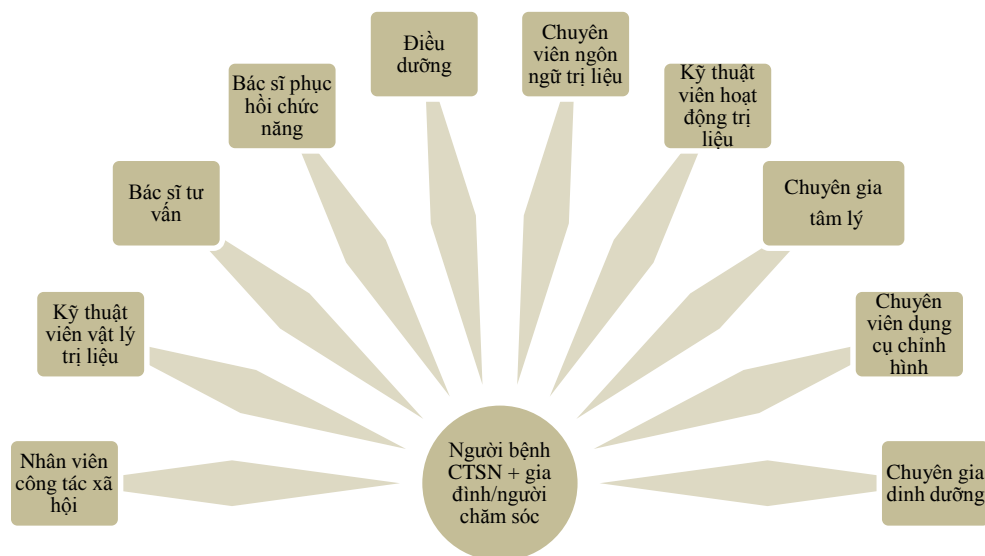 Điều
dưỡng
Chuyên
viên ngôn
ngữ trị liệu
Bác sĩ phục
hồi chức
năng
Kỹ thuật
viên hoạt
động trị
liệu
Bác sĩ tư
vấn
Chuyên gia
tâm lý
Kỹ thuật
viên vật lý
trị liệu
Chuyên
viên dụng
cụ chỉnh
hình
Nhân viên
công tác xã
hội
Người bệnh
CTSN + gia
đình/người
chăm sóc
Chuyên gia
dinh dưỡng